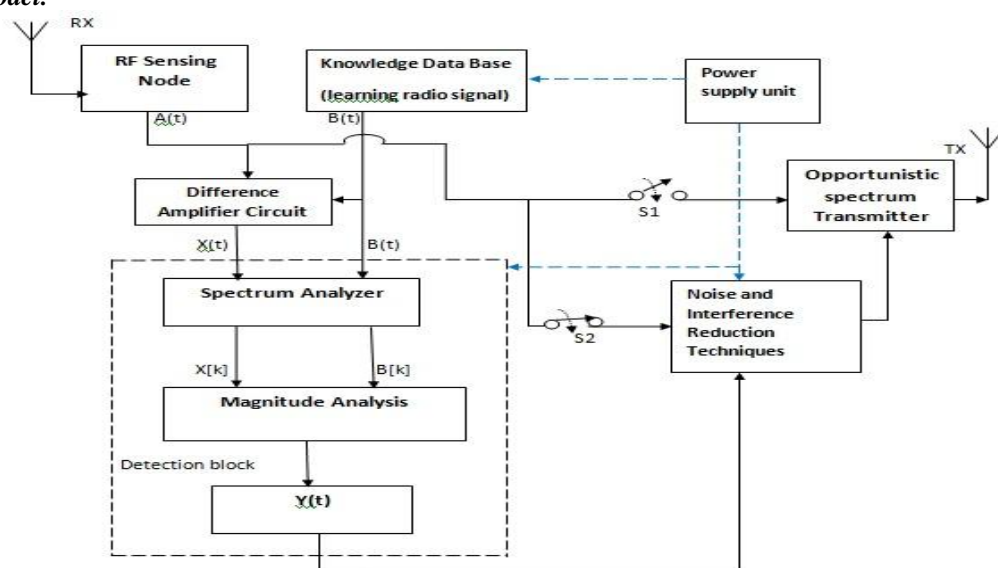 RX
RF Sensing
Node
Knowledge Data Base
(learning radio signal)
Power
supply unit
A(t)
B(t)
TX
Difference
Amplifier Circuit
S1
Opportunistic
spectrum
Transmitter
X(t)
B(t)
Spectrum Analyzer
Noise and
Interference
Reduction
Techniques
S2
X[k]
B[k]
Magnitude Analysis
Detection block
Y(t)